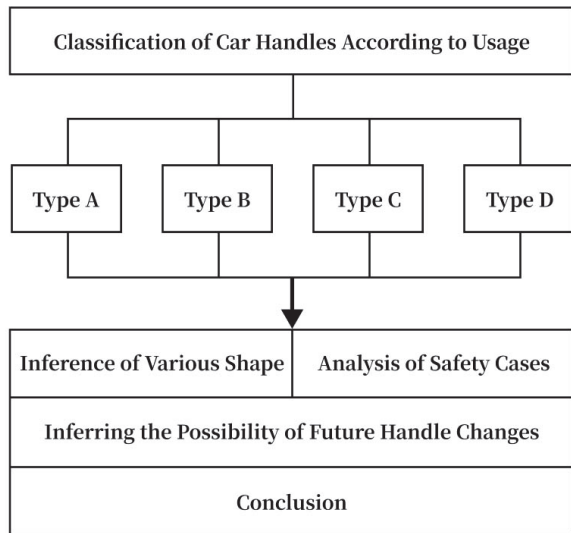 Classification of Car Handles According to Usage
Type A
Type B
Type C
Type D
Inference of Various Shape
Analysis of Safety Cases
Inferring the Possibility of Future Handle Changes
Conclusion